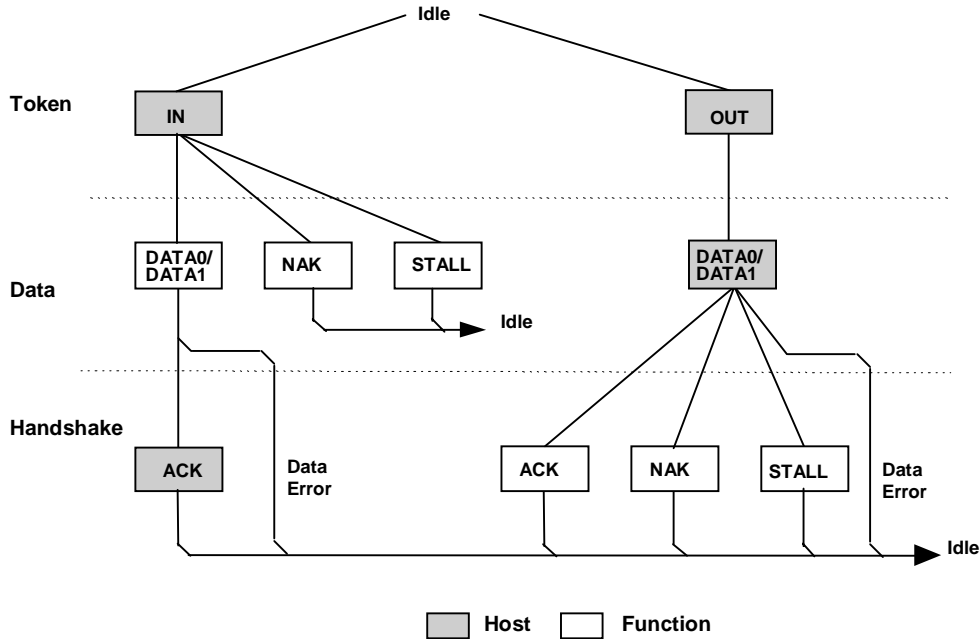 Idle
Token
IN
OUT
DATA0/
DATA1
NAK
STALL
DATA0/
DATA1
Data
Idle
Handshake
ACK
Data
Error
ACK
NAK
STALL
Data
Error
Idle
Host
Function